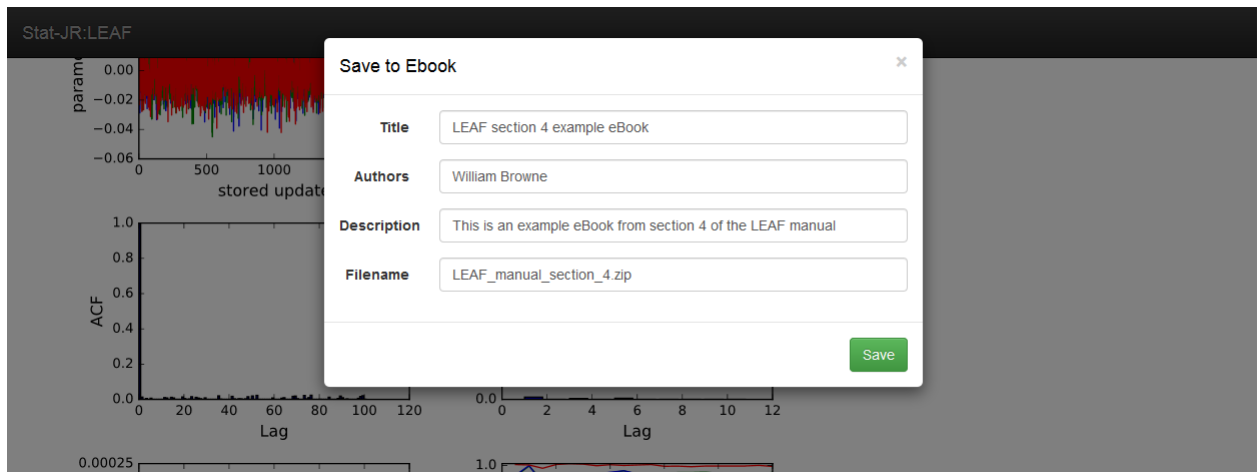 Stat-JR:LEAF
Save to Ebook
×
Title
LEAF section 4 example eBook
Authors
William Browne
Description
This is an example eBook from section 4 of the LEAF manual
Filename
LEAF_manual_section_4.zip
Save
0.00
−0.02
−0.04
−0.06
0 500 1000
stored update
1.0
0.8
0.6
0.4
0.2
0.0
ACF
0 20 40 60 80 100 120
Lag
0.0
0 2 4 6 8 10 12
Lag
0.00025
1.0